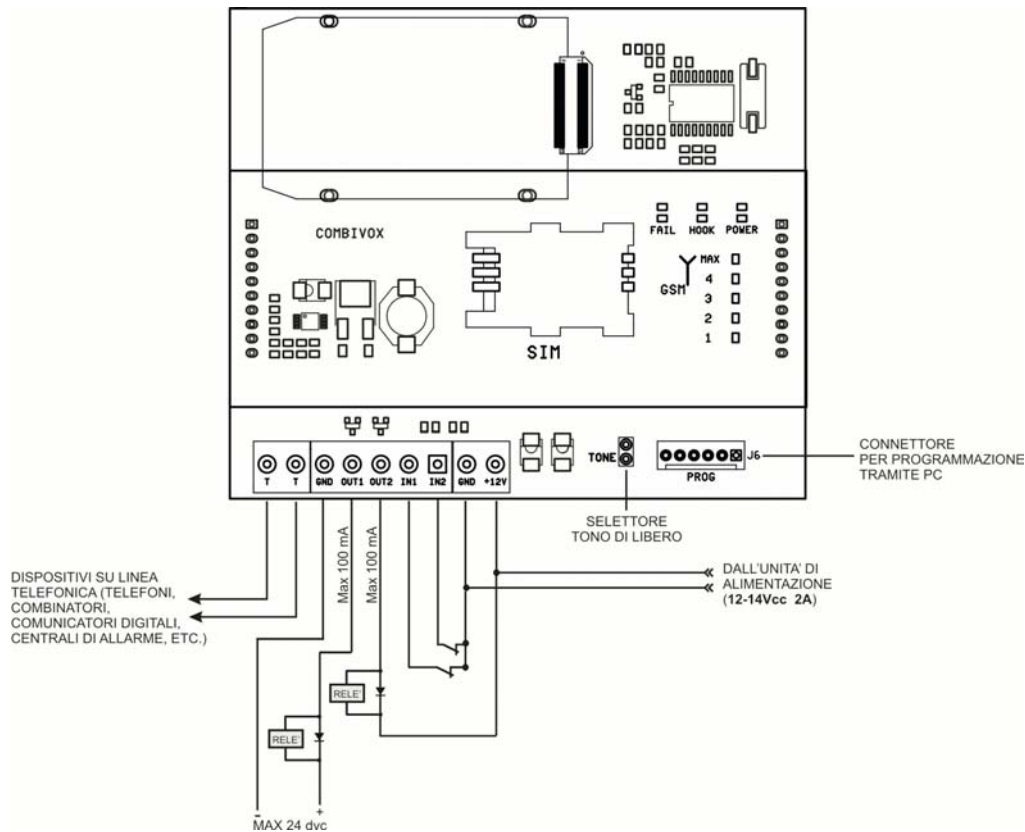 COMBIVOX
FAIL HOOK POWER
MAX
4
GSM
3
2
1
SIM
TONE
J6
PROG
T T GND OUT1 OUT2 IN1 IN2 GND +12V
CONNETTORE
PER PROGRAMMAZIONE
TRAMITE PC
SELETTORE
TONO DI LIBERO
Max 100 mA
Max 100 mA
DISPOSITIVI SU LINEA
TELEFONICA (TELEFONI,
COMBINATORI,
COMUNICATORI DIGITALI,
CENTRALI DI ALLARME, ETC.)
DALL'UNITA' DI
ALIMENTAZIONE
(12-14Vcc 2A)
RELE'
RELE'
- +
MAX 24 dvc